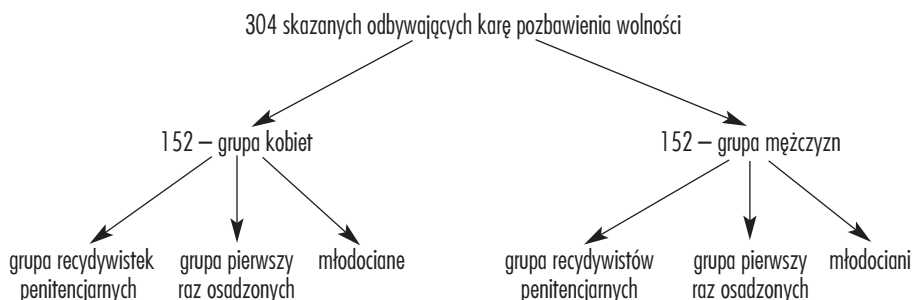 304 skazanych odbywających karę pozbawienia wolności
152 – grupa kobiet
152 – grupa mężczyzn
grupa recydywistek
penitencjarnych
grupa pierwszy
raz osadzonych
młodociane
grupa recydywistów
penitencjarnych
grupa pierwszy
raz osadzonych
młodociani